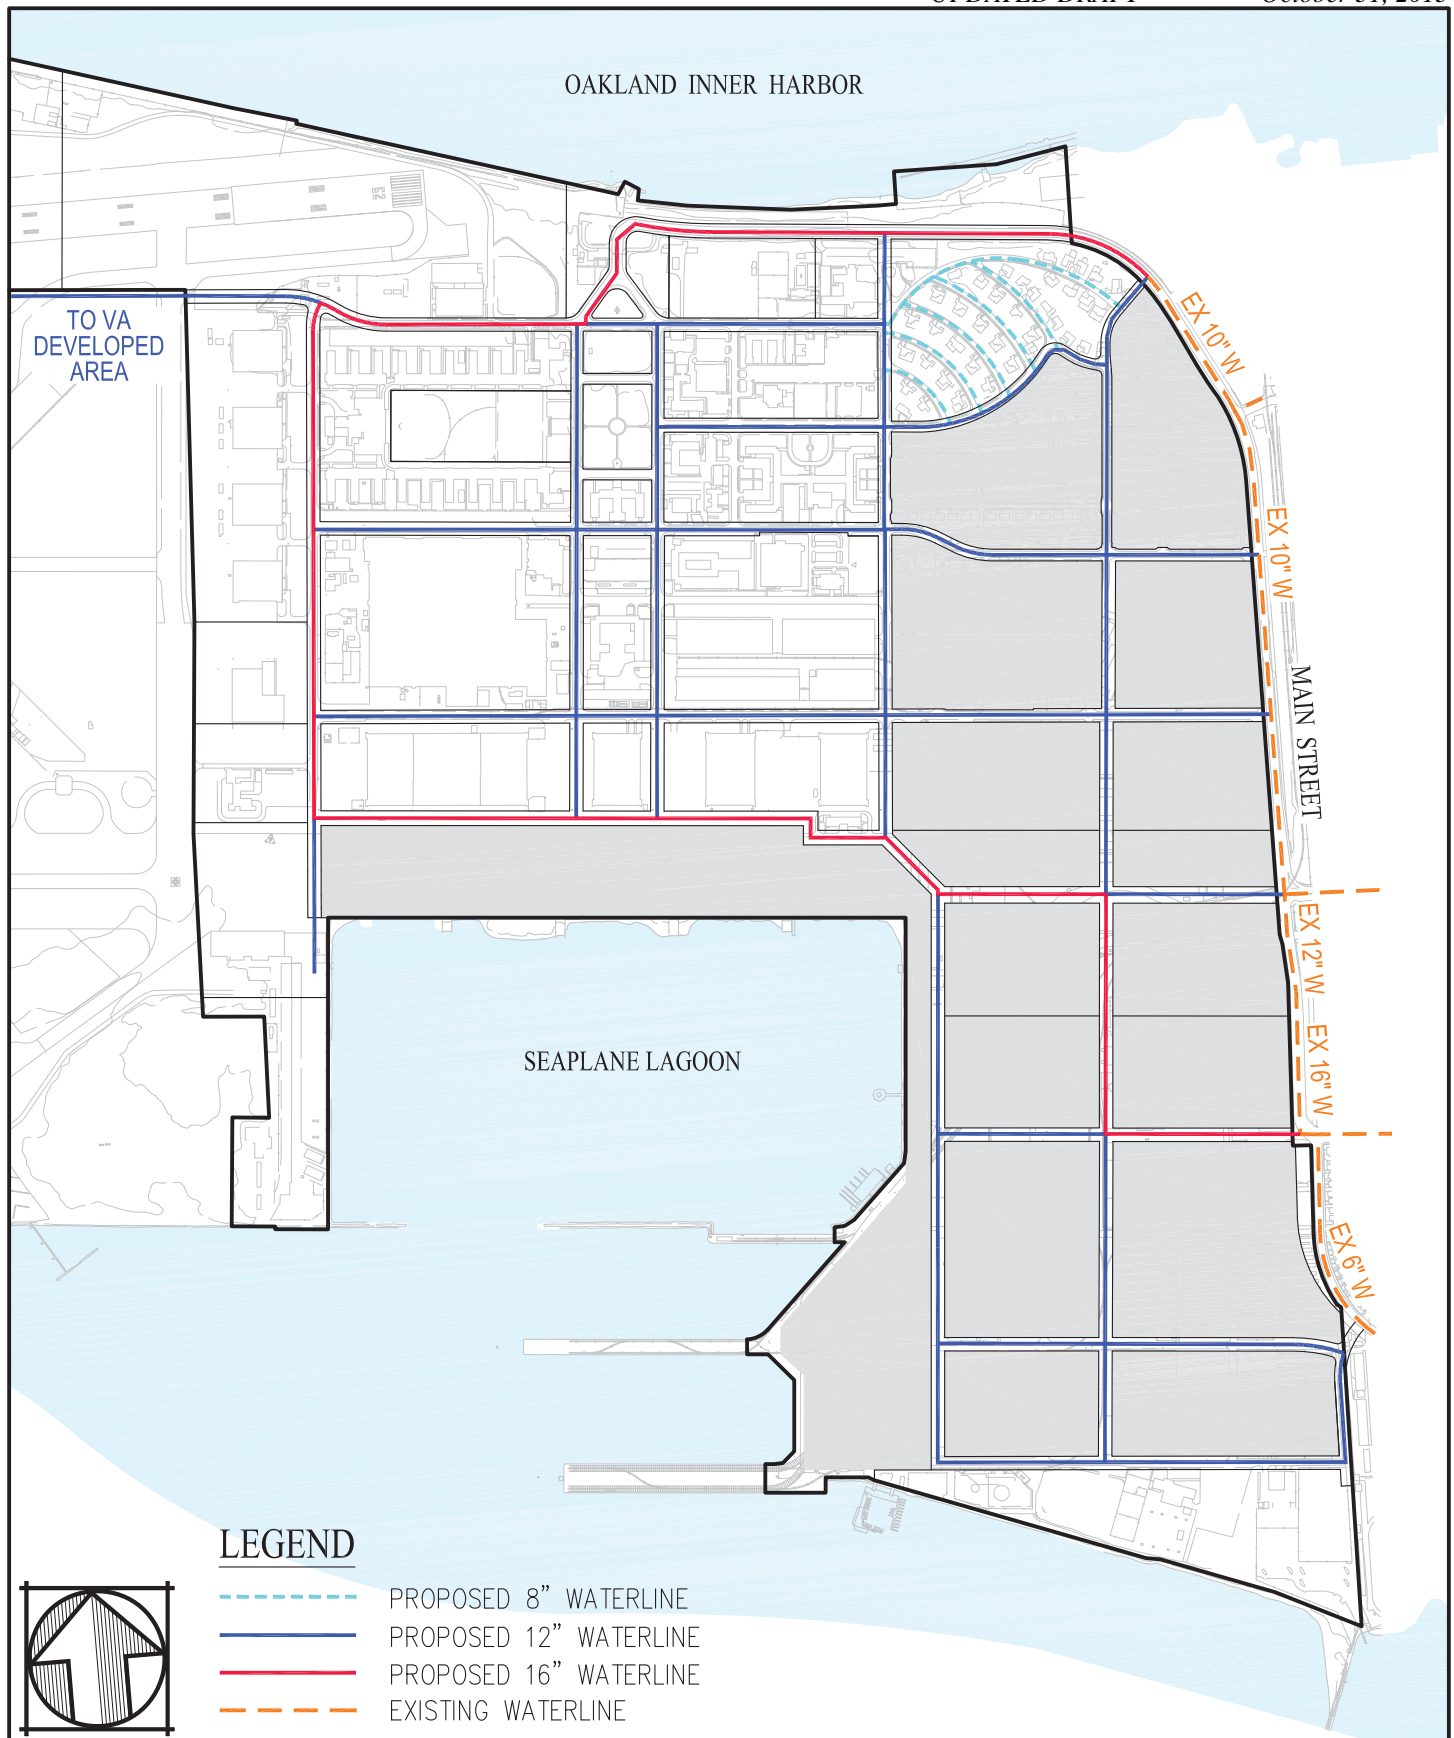 OAKLAND INNER HARBOR
TO VA
DEVELOPED
AREA
EX 10" W
EX 10" W
MAIN STREET
EX 12" W
EX 16" W
SEAPLANE LAGOON
EX 6" W
LEGEND
PROPOSED 8” WATERLINE
PROPOSED 12” WATERLINE
PROPOSED 16” WATERLINE
EXISTING WATERLINE